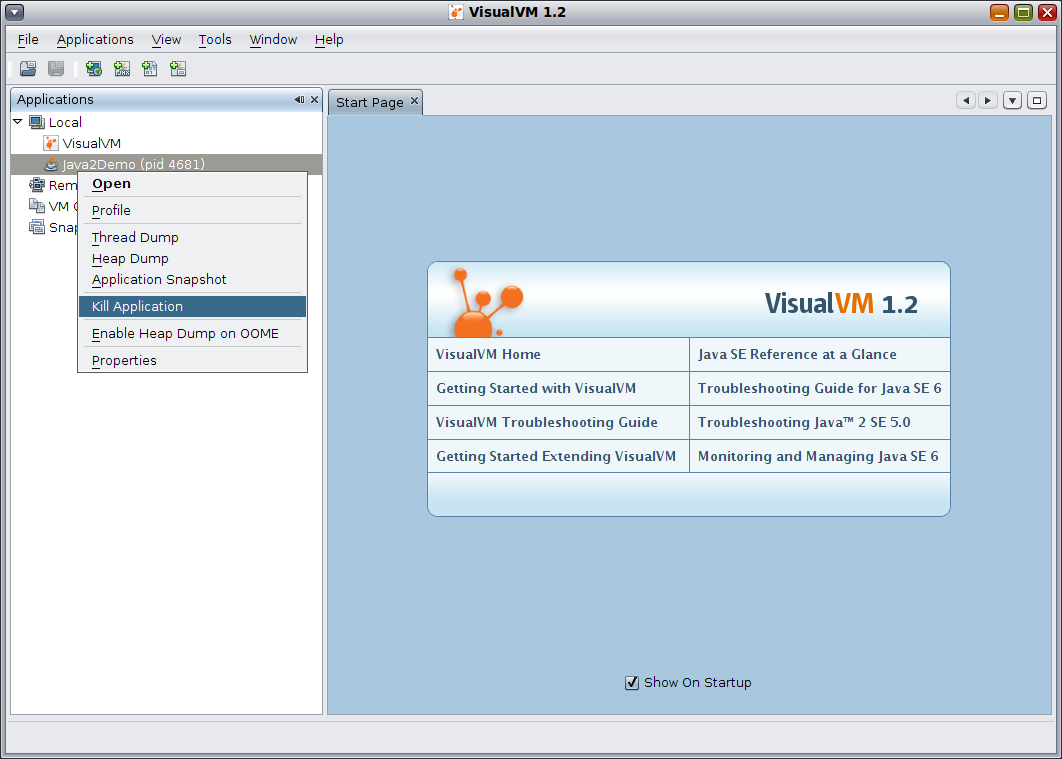 VisualVM 1.2
File Applications View Tools Window Help
Applications
Start Page
Local
VisualVM
Java2Demo (pid 4681)
Rem
VM
Snap
Open
Profile
Thread Dump
Heap Dump
Application Snapshot
Kill Application
Enable Heap Dump on OOME
Properties
VisualVM 1.2
VisualVM Home
Java SE Reference at a Glance
Getting Started with VisualVM
Troubleshooting Guide for Java SE 6
VisualVM Troubleshooting Guide
Troubleshooting Java™ 2 SE 5.0
Getting Started Extending VisualVM
Monitoring and Managing Java SE 6
Show On Startup